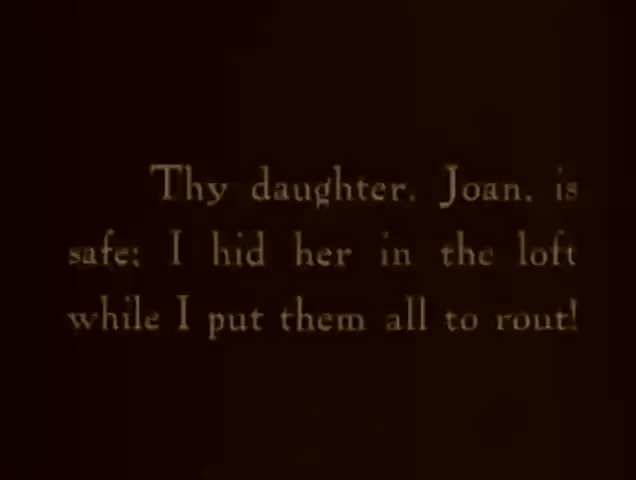 Thy daughter, Joan, is
safe; I hid her in the loft
while I put them all to rout!